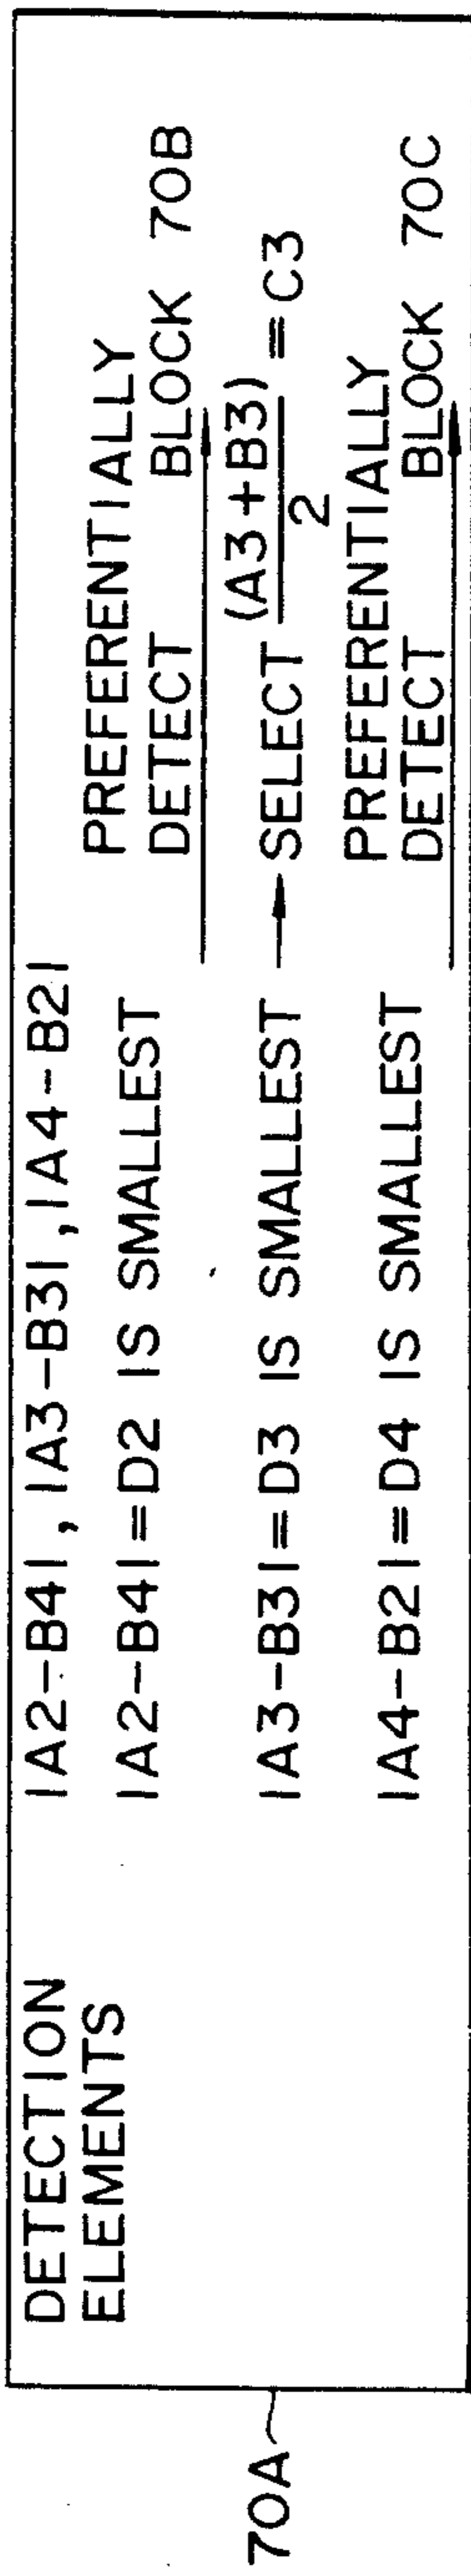 DETECTION
ELEMENTS
|A2-B4|, |A3-B3|, |A4-B2|
|A2-B4|=D2 IS SMALLEST
PREFERENTIALLY
DETECT BLOCK 70B
|A3-B3|=D3 IS SMALLEST → SELECT (A3+B3)/2 = C3
|A4-B2|=D4 IS SMALLEST
PREFERENTIALLY
DETECT BLOCK 70C
70A